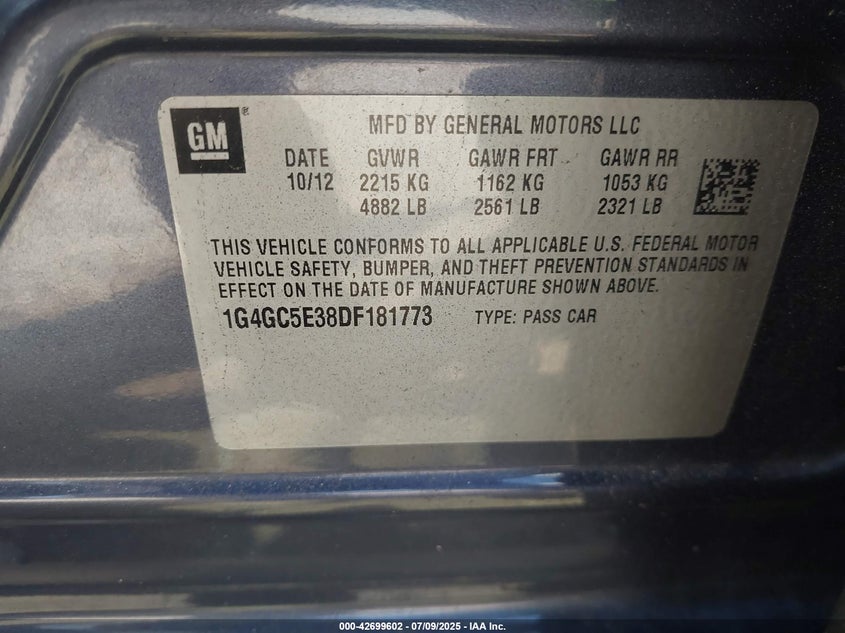 GM
MFD BY GENERAL MOTORS LLC
DATE GVWR GAWR FRT GAWR RR
10/12 2215 KG 1162 KG 1053 KG
4882 LB 2561 LB 2321 LB
THIS VEHICLE CONFORMS TO ALL APPLICABLE U.S. FEDERAL MOTOR
VEHICLE SAFETY, BUMPER, AND THEFT PREVENTION STANDARDS IN
EFFECT ON THE DATE OF MANUFACTURE SHOWN ABOVE.
1G4GC5E38DF181773 TYPE: PASS CAR
000-42699602 - 07/09/2025 - IAA Inc.